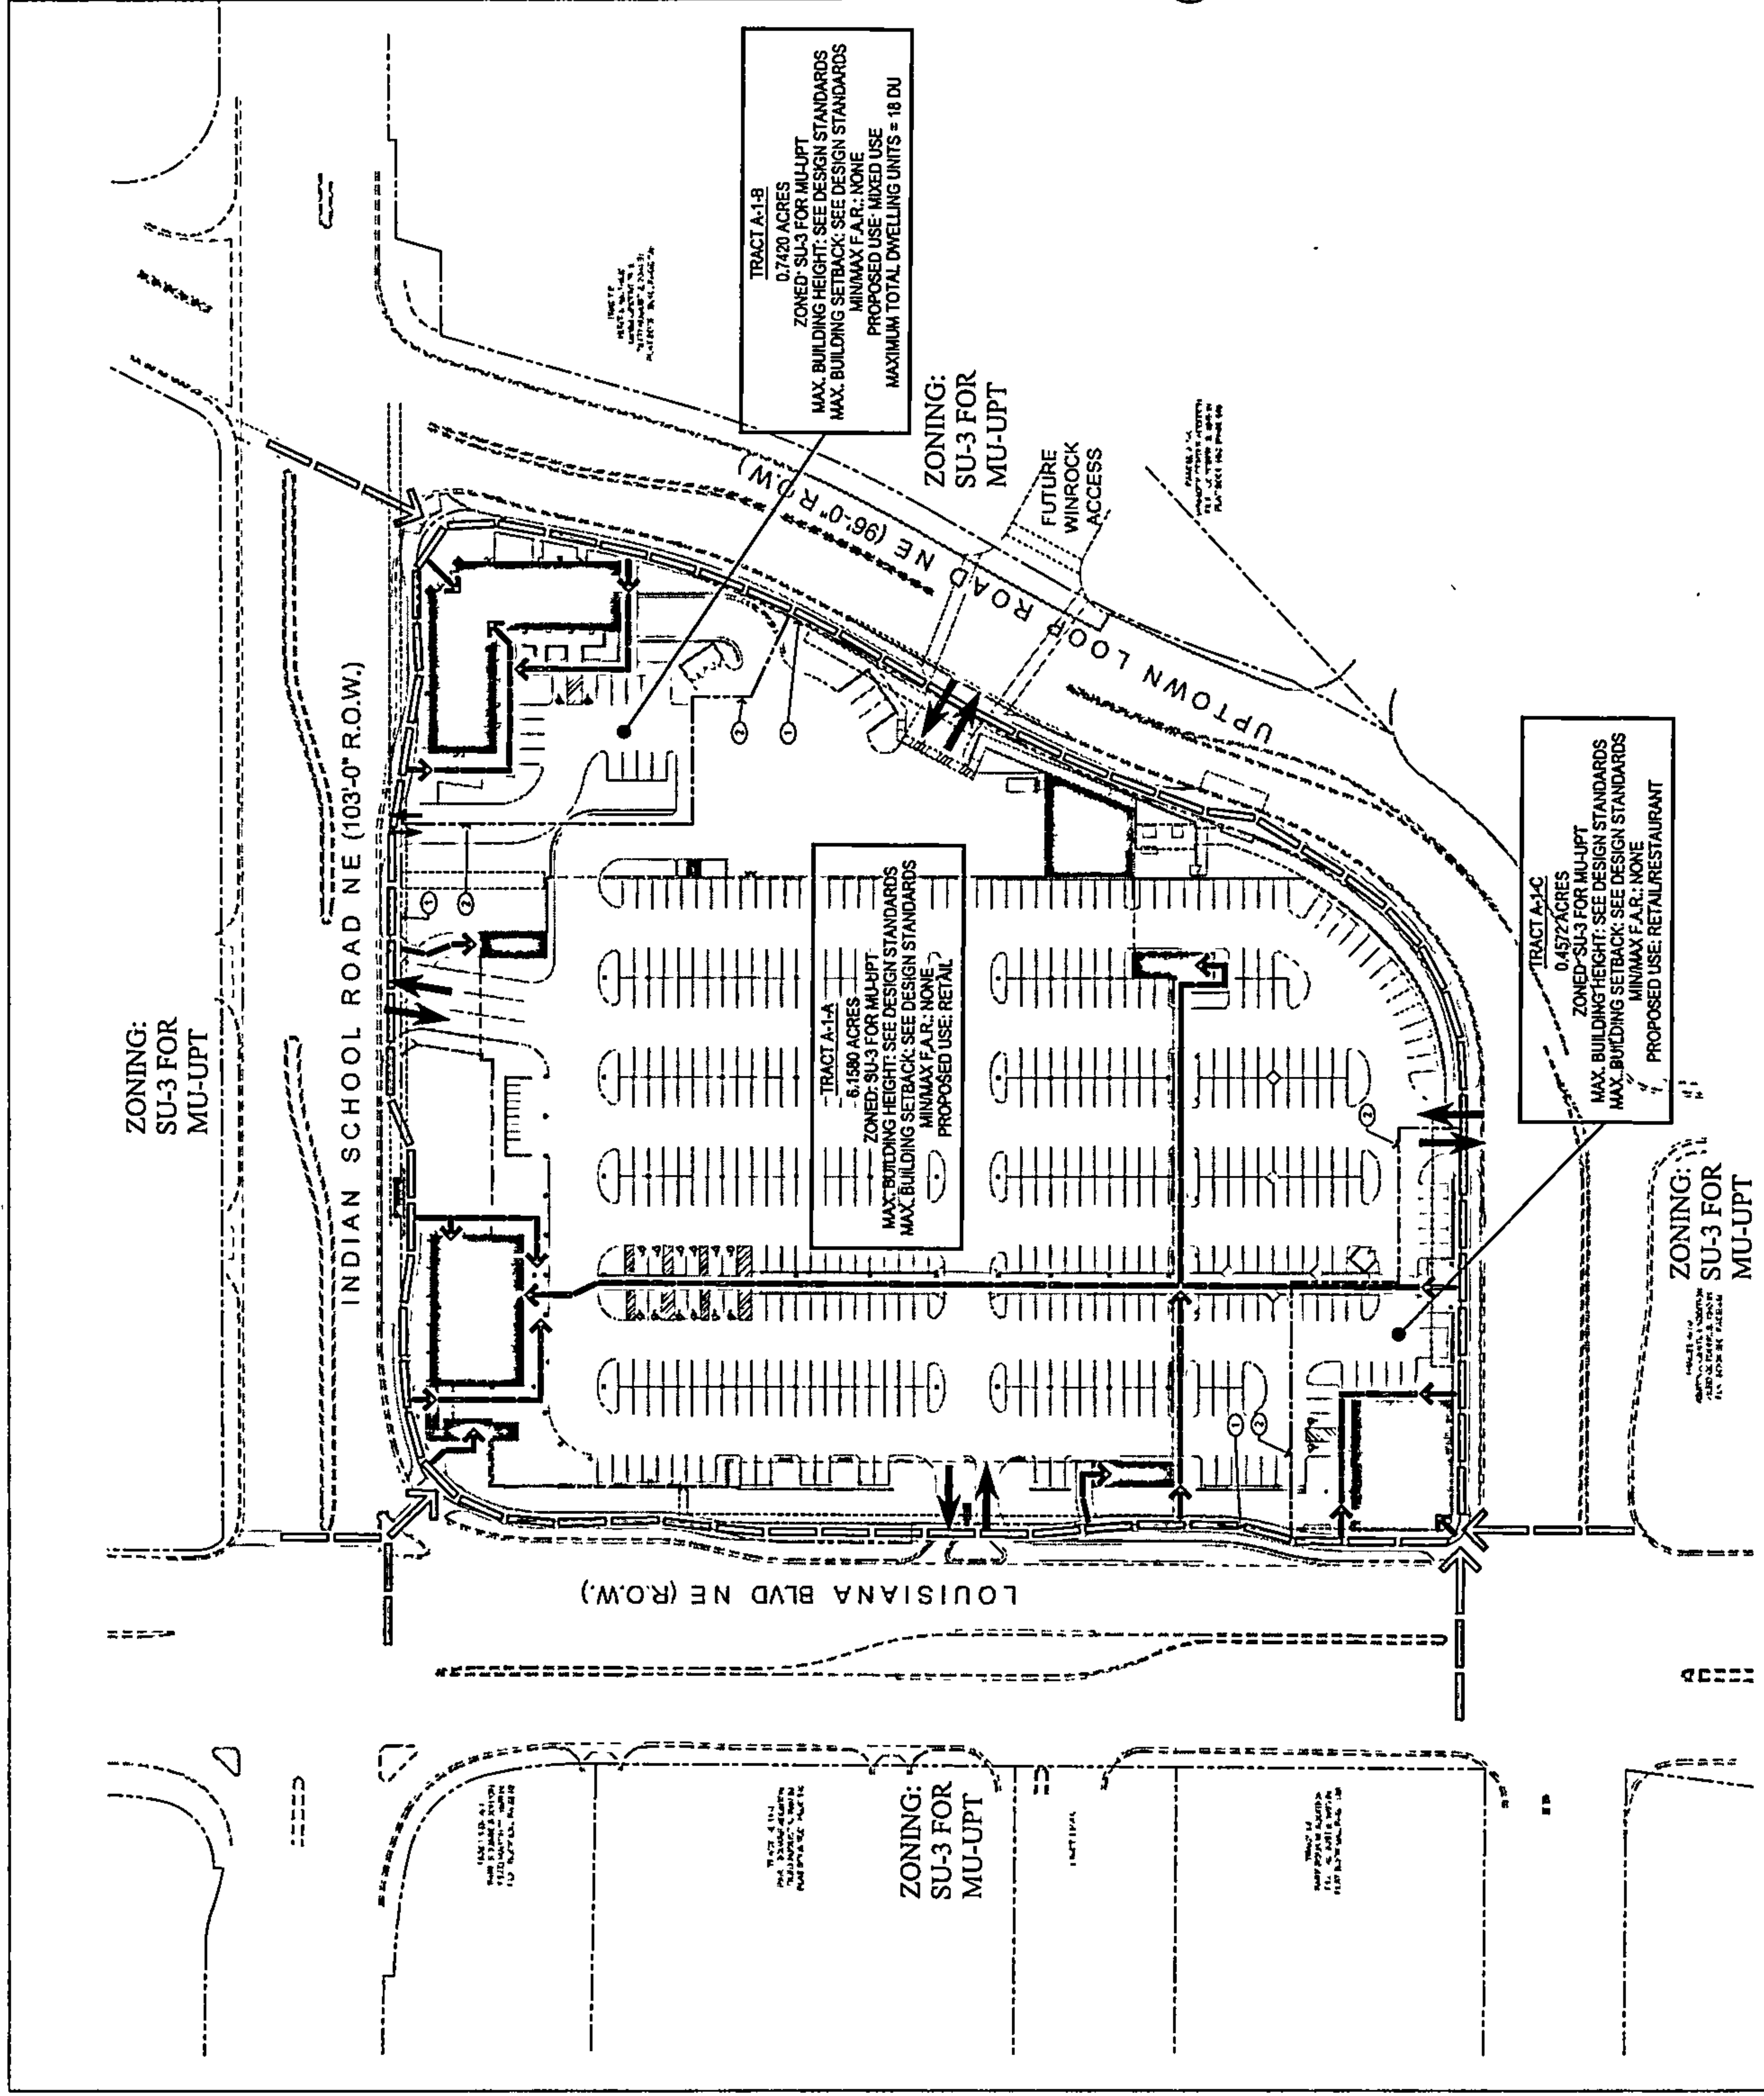 TRACT A-1-B
0.7420 ACRES
ZONED: SU-3 FOR MU-UPT
MAX. BUILDING HEIGHT: SEE DESIGN STANDARDS
MAX. BUILDING SETBACK: SEE DESIGN STANDARDS
MIN/MAX F.A.R.: NONE
PROPOSED USE: MIXED USE
MAXIMUM TOTAL DWELLING UNITS = 18 DU
ZONING:
SU-3 FOR
MU-UPT
INDIAN SCHOOL ROAD NE (103'-0" R.O.W.)
UPTOWN LOOP ROAD NE (96'-0" R.O.W.)
ZONING:
SU-3 FOR
MU-UPT
FUTURE
WINROCK
ACCESS
1
2
2
1
TRACT A-1-A
6.1580 ACRES
ZONED: SU-3 FOR MU-UPT
MAX. BUILDING HEIGHT: SEE DESIGN STANDARDS
MAX. BUILDING SETBACK: SEE DESIGN STANDARDS
MIN/MAX F.A.R.: NONE
PROPOSED USE: RETAIL
2
1
2
TRACT A-1-C
0.4572 ACRES
ZONED: SU-3 FOR MU-UPT
MAX. BUILDING HEIGHT: SEE DESIGN STANDARDS
MAX. BUILDING SETBACK: SEE DESIGN STANDARDS
MIN/MAX F.A.R.: NONE
PROPOSED USE: RETAIL/RESTAURANT
LOUISIANA BLVD NE (R.O.W.)
ZONING:
SU-3 FOR
MU-UPT
ZONING:
SU-3 FOR
MU-UPT